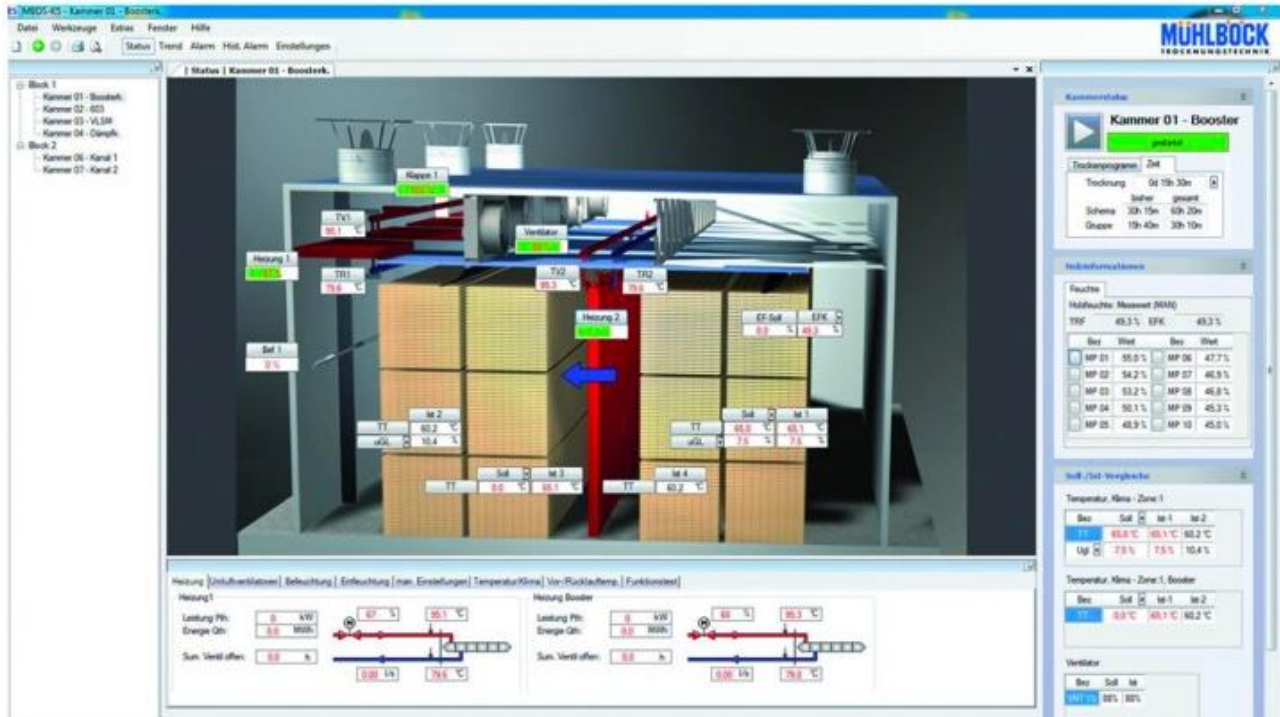 MB05-K5 - Kammer 01 - Boosterk.
Datei Werkzeuge Extras Fenster Hilfe
Status Trend Alarm Hist. Alarm Einstellungen
MÜHLBÖCK
TROCKNUNGSTECHNIK
Block 1
Kammer 01 - Boosterk.
Kammer 02 - 603
Kammer 03 - VLSM
Kammer 04 - Dämpfk.
Block 2
Kammer 06 - Kanal 1
Kammer 07 - Kanal 2
Status | Kammer 01 - Boosterk.
Klappe 1
TV1
95,1 °C
Ventilator
Heizung 1
TR1
79,6 °C
TV2
95,3 °C
TR2
79,8 °C
Heizung 2
EF-Soll EFK
0,0 % 49,3 %
Bef 1
0 %
Ist 2
TT 60,2 °C
uGL 10,4 %
Soll Ist 1
TT 65,0 °C 65,1 °C
uGL 7,5 % 7,5 %
Soll Ist 3
TT 0,0 °C 65,1 °C
Ist 4
TT 60,2 °C
Heizung Umluftventilatoren Befeuchtung Entfeuchtung man. Einstellungen Temperatur/Klima Vor-/Rücklauftemp. Funktionstest
Heizung1
Leistung Pth: 0 kW
Energie Qth: 0,0 MWh
Sum. Ventil offen: 0,0 h
67 % 95,1 °C
0,00 l/s 79,6 °C
Heizung Booster
Leistung Pth: 0 kW
Energie Qth: 0,0 MWh
Sum. Ventil offen: 0,0 h
68 % 95,3 °C
0,00 l/s 79,8 °C
Kammerstatus
Kammer 01 - Booster
gestartet
Trockenprogramm Zeit
Trocknung 0d 15h 30m
bisher gesamt
Schema 30h 15m 60h 20m
Gruppe 15h 40m 30h 10m
Holzinformationen
Feuchte
Holzfeuchte: Messwert (MAN)
TRF 49,3 % EFK 49,3 %
Bez Wert Bez Wert
MP 01 55,0 % MP 06 47,7 %
MP 02 54,2 % MP 07 46,9 %
MP 03 53,2 % MP 08 46,8 %
MP 04 50,1 % MP 09 45,3 %
MP 05 48,9 % MP 10 45,0 %
Soll-/Ist-Vergleiche
Temperatur, Klima - Zone:1
Bez Soll Ist-1 Ist-2
TT 65,0 °C 65,1 °C 60,2 °C
Ugl 7,5 % 7,5 % 10,4 %
Temperatur, Klima - Zone:1, Booster
Bez Soll Ist-1 Ist-2
TT 0,0 °C 65,1 °C 60,2 °C
Ventilator
Bez Soll Ist
88% 88%